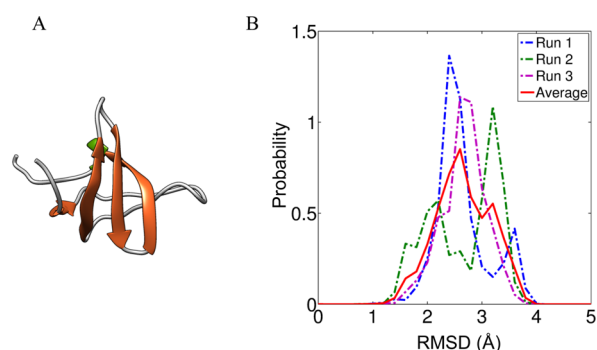 A
B
Run 1
Run 2
Run 3
Average
Probability
1.5
1
0.5
0
0 1 2 3 4 5
RMSD (Å)